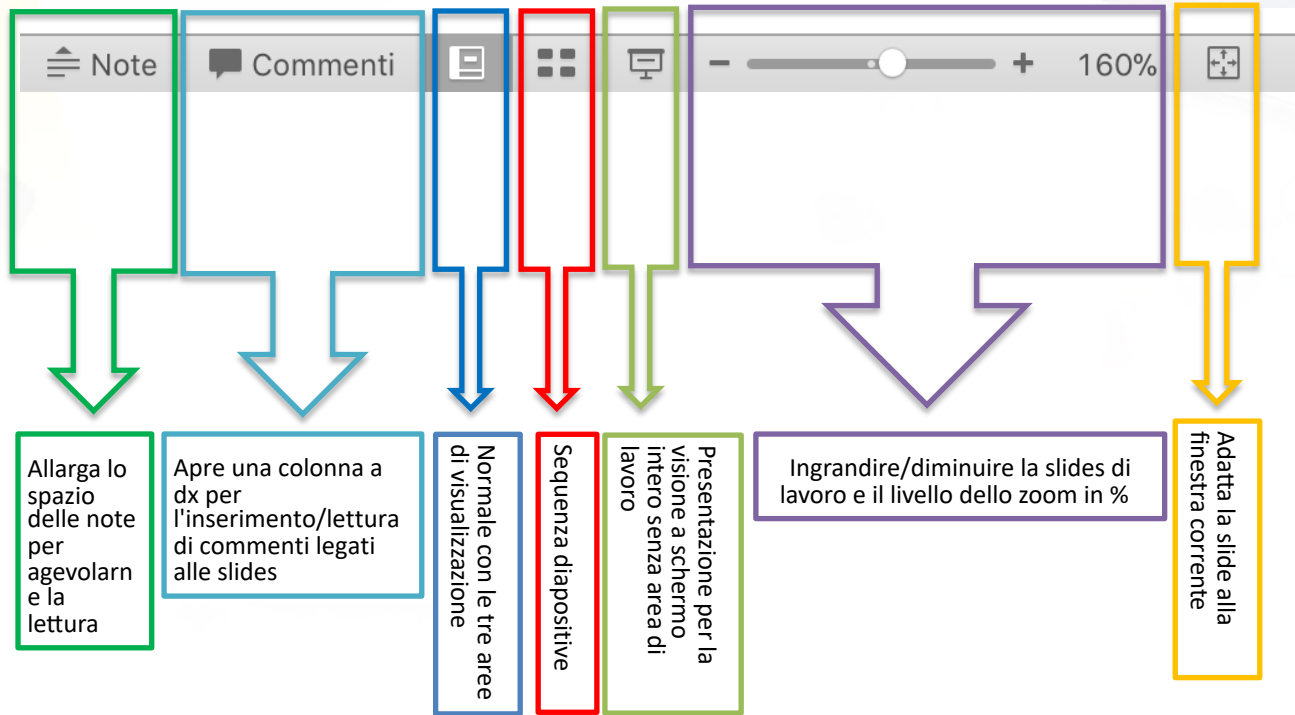 Note
Commenti
160%
Allarga lo
spazio
delle note
per
agevolarn
e la
lettura
Apre una colonna a
dx per
l'inserimento/lettura
di commenti legati
alle slides
Normale con le tre aree
di visualizzazione
Sequenza diapositive
Presentazione per la
visione a schermo
intero senza area di
lavoro
Ingrandire/diminuire la slides di
lavoro e il livello dello zoom in %
Adatta la slide alla
finestra corrente